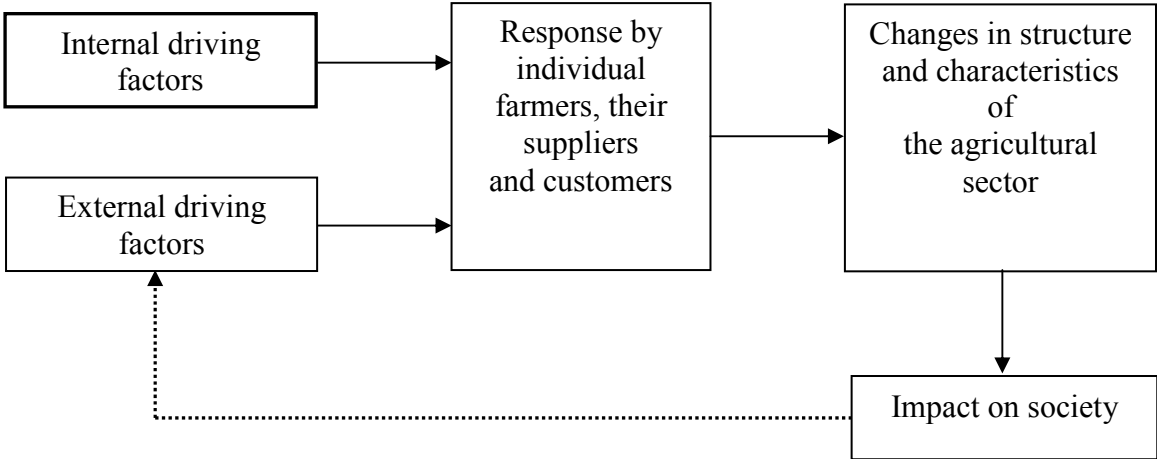 Internal driving
factors
External driving
factors
Response by
individual
farmers, their
suppliers
and customers
Changes in structure
and characteristics
of
the agricultural
sector
Impact on society